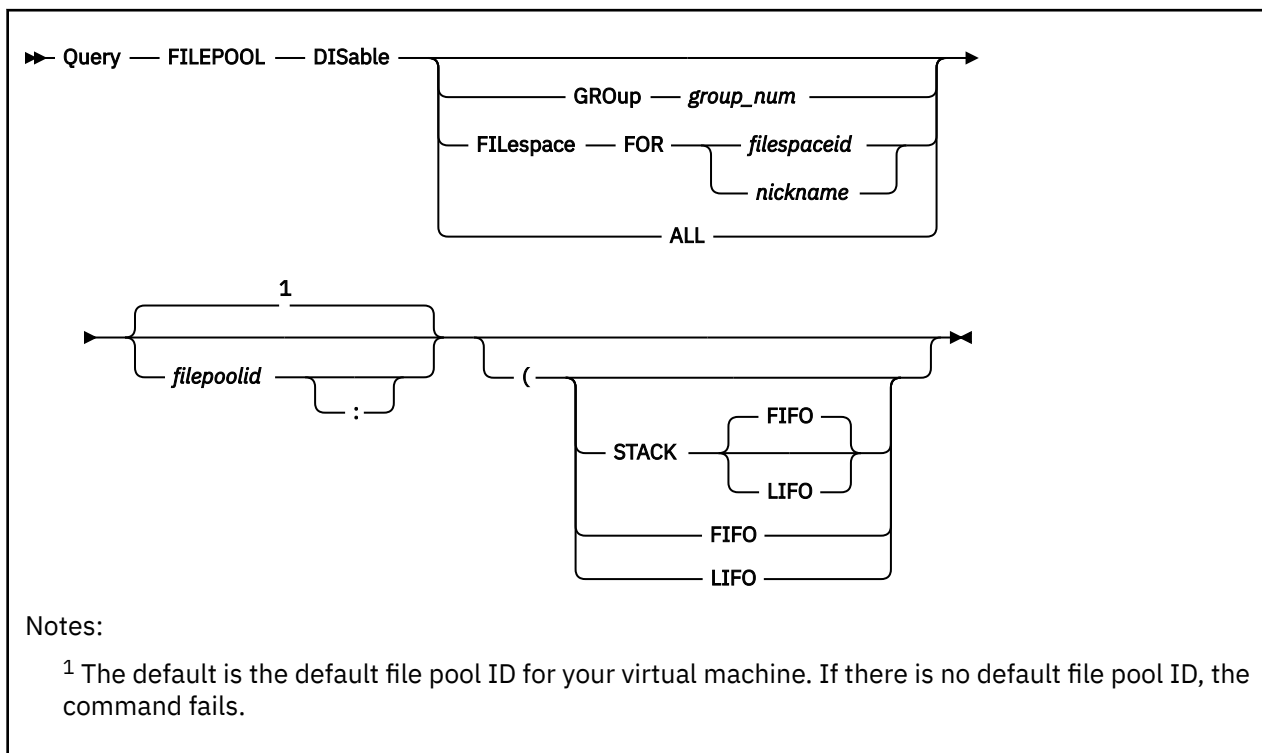 Query FILEPOOL DISable
GROup group_num
FILespace FOR filespaceid
nickname
ALL
1
filepoolid
:
(
FIFO
STACK
LIFO
FIFO
LIFO
Notes:
1 The default is the default file pool ID for your virtual machine. If there is no default file pool ID, the
command fails.